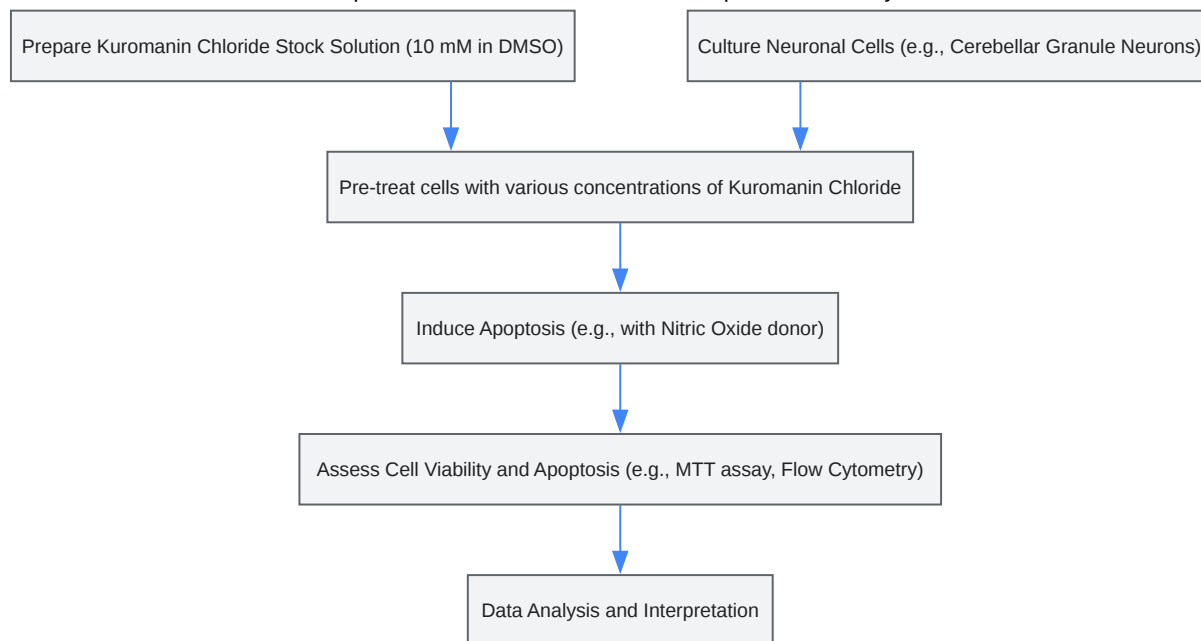 Prepare Kuromanin Chloride Stock Solution (10 mM in DMSO)
Culture Neuronal Cells (e.g., Cerebellar Granule Neurons)
Pre-treat cells with various concentrations of Kuromanin Chloride
Induce Apoptosis (e.g., with Nitric Oxide donor)
Assess Cell Viability and Apoptosis (e.g., MTT assay, Flow Cytometry)
Data Analysis and Interpretation